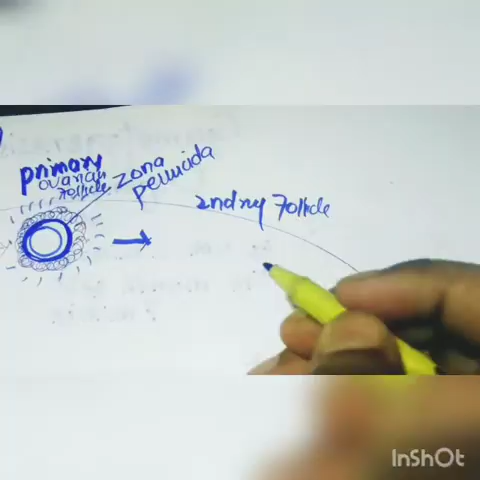 primary
ovarian
follicle
zona
pellucida
2ndry follicle
InShOt